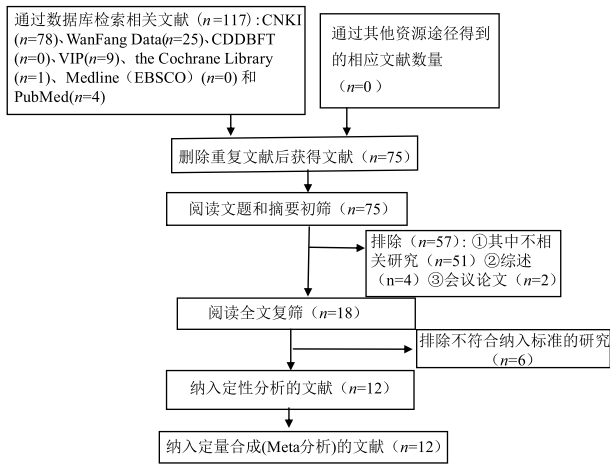 通过数据库检索相关文献（n=117）:CNKI
(n=78)、WanFang Data(n=25)、CDDBFT
(n=0)、VIP(n=9)、the Cochrane Library
(n=1)、Medline（EBSCO）(n=0) 和
PubMed(n=4)
通过其他资源途径得到
的相应文献数量
（n=0）
删除重复文献后获得文献（n=75）
阅读文题和摘要初筛（n=75）
排除（n=57）: ①其中不相
关研究（n=51）②综述
（n=4）③会议论文（n=2）
阅读全文复筛（n=18）
排除不符合纳入标准的研究
（n=6）
纳入定性分析的文献（n=12）
纳入定量合成(Meta分析)的文献（n=12）